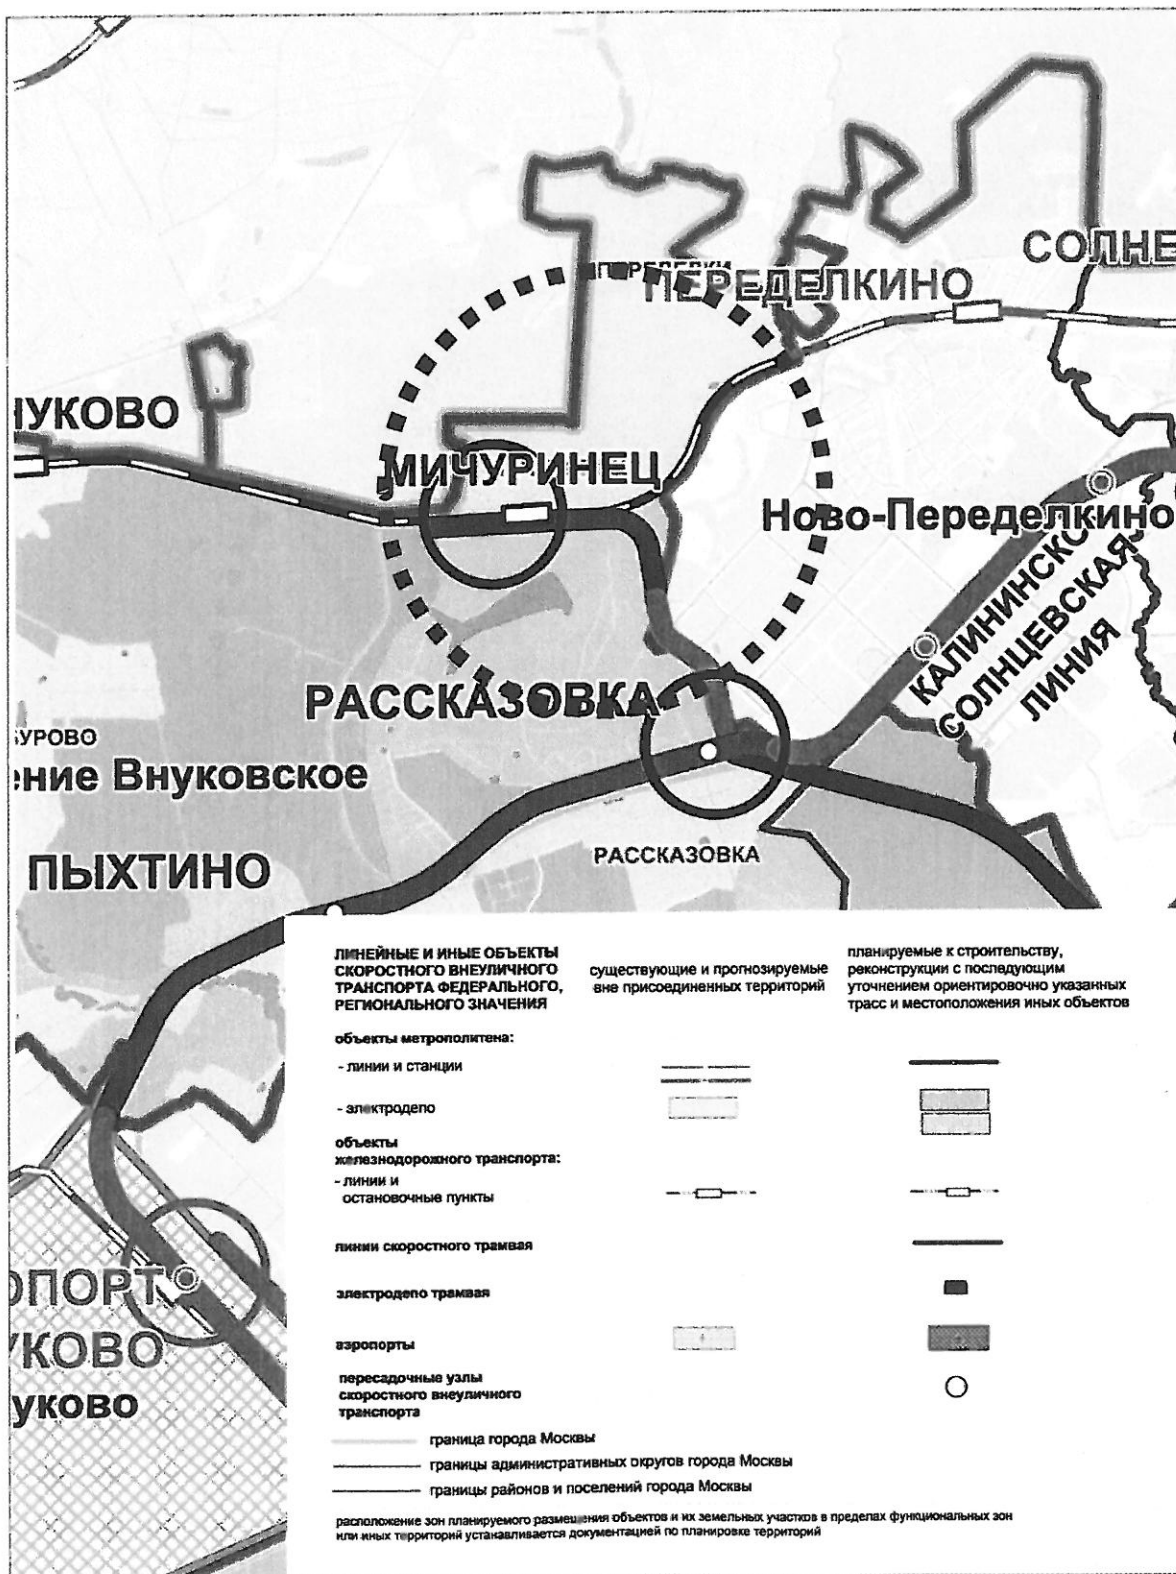 СОЛНЕ
ПЕРЕДЕЛКИНО
НУКОВО
МИЧУРИНЕЦ
Ново-Переделкино
КАЛИНИНСКО
СОЛНЦЕВСКАЯ
ЛИНИЯ
РАССКАЗОВКА
БУРОВО
ение Внуковское
ПЫХТИНО
РАССКАЗОВКА
ЛИНЕЙНЫЕ И ИНЫЕ ОБЪЕКТЫ
СКОРОСТНОГО ВНЕУЛИЧНОГО
ТРАНСПОРТА ФЕДЕРАЛЬНОГО,
РЕГИОНАЛЬНОГО ЗНАЧЕНИЯ
существующие и прогнозируемые
вне присоединенных территорий
планируемые к строительству,
реконструкции с последующим
уточнением ориентировочно указанных
трасс и местоположения иных объектов
объекты метрополитена:
- линии и станции
- электродепо
объекты
железнодорожного транспорта:
- линии и
остановочные пункты
линии скоростного трамвая
электродепо трамвая
аэропорты
пересадочные узлы
скоростного внеуличного
транспорта
граница города Москвы
границы административных округов города Москвы
границы районов и поселений города Москвы
расположение зон планируемого размещения объектов и их земельных участков в пределах функциональных зон
или иных территорий устанавливается документацией по планировке территорий
ОПОРТ
УКОВО
уково